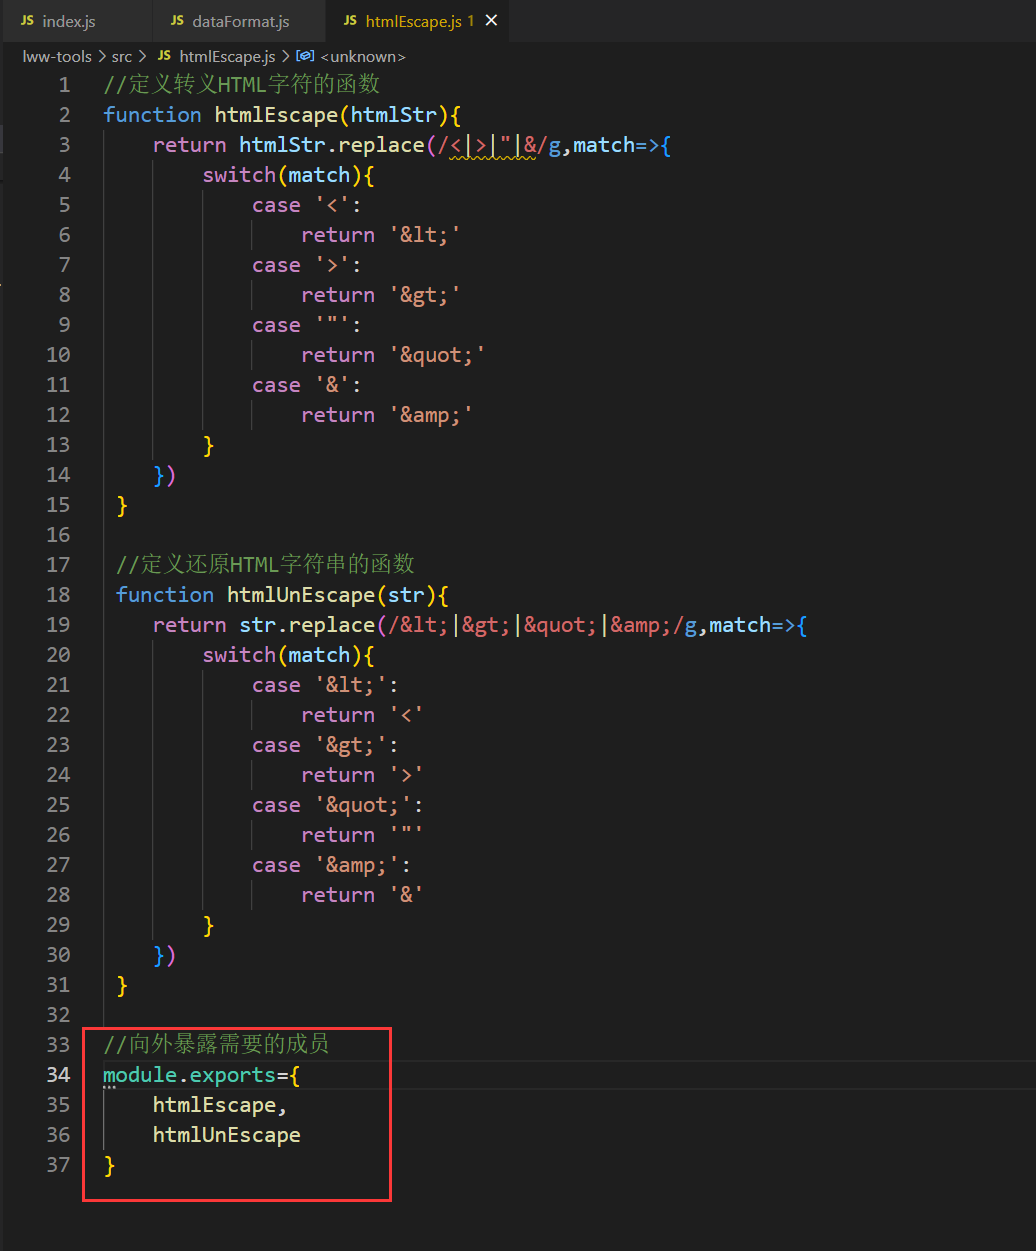 JS index.js JS dataFormat.js JS htmlEscape.js 1 ×
lww-tools > src > JS htmlEscape.js > <unknown>
1 //定义转义HTML字符的函数
2 function htmlEscape(htmlStr){
3     return htmlStr.replace(/<|>|"|&/g,match=>{
4         switch(match){
5             case '<':
6                 return '&lt;'
7             case '>':
8                 return '&gt;'
9             case '"':
10                 return '&quot;'
11             case '&':
12                 return '&amp;'
13         }
14     })
15  }
16
17  //定义还原HTML字符串的函数
18  function htmlUnEscape(str){
19     return str.replace(/&lt;|&gt;|&quot;|&amp;/g,match=>{
20         switch(match){
21             case '&lt;':
22                 return '<'
23             case '&gt;':
24                 return '>'
25             case '&quot;':
26                 return '"'
27             case '&amp;':
28                 return '&'
29         }
30     })
31  }
32
33 //向外暴露需要的成员
34 module.exports={
35     htmlEscape,
36     htmlUnEscape
37 }